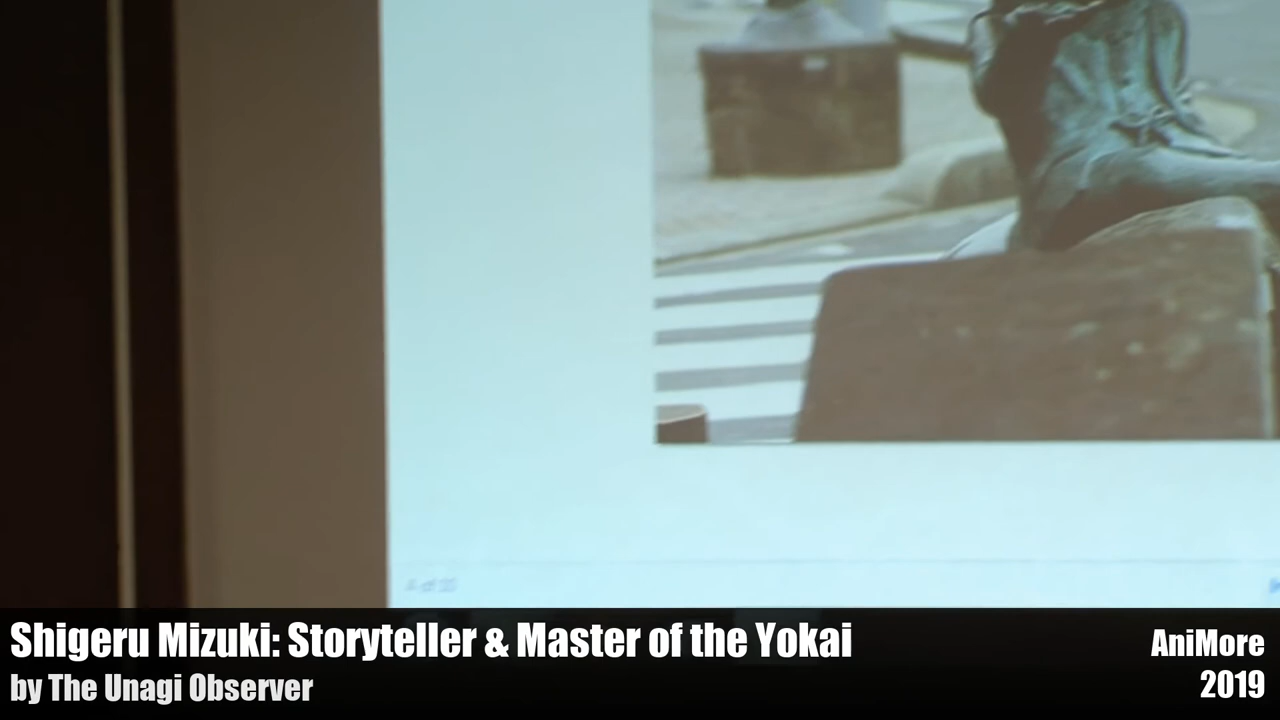 Shigeru Mizuki: Storyteller & Master of the Yokai
by The Unagi Observer
AniMore
2019